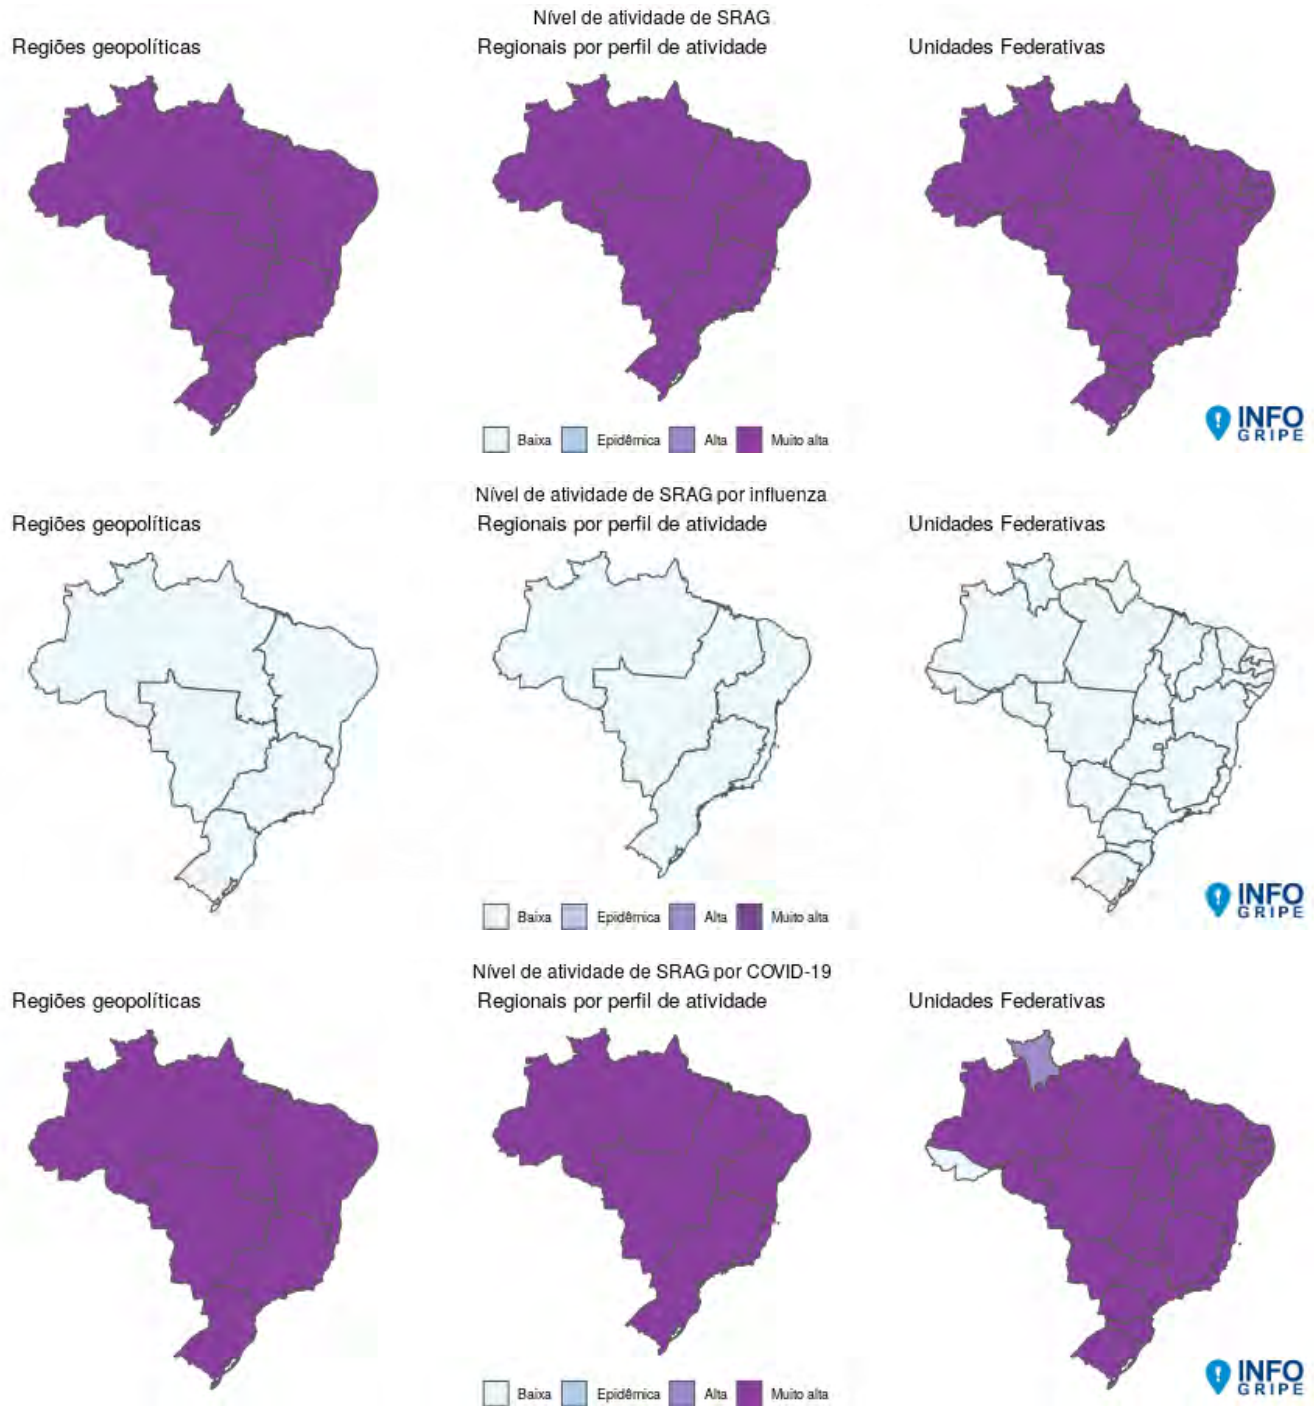 Nível de atividade de SRAG
Regiões geopolíticas
Regionais por perfil de atividade
Unidades Federativas
Baixa Epidêmica Alta Muito alta
INFO
GRIPE
Nível de atividade de SRAG por influenza
Regiões geopolíticas
Regionais por perfil de atividade
Unidades Federativas
Baixa Epidêmica Alta Muito alta
INFO
GRIPE
Nível de atividade de SRAG por COVID-19
Regiões geopolíticas
Regionais por perfil de atividade
Unidades Federativas
Baixa Epidêmica Alta Muito alta
INFO
GRIPE